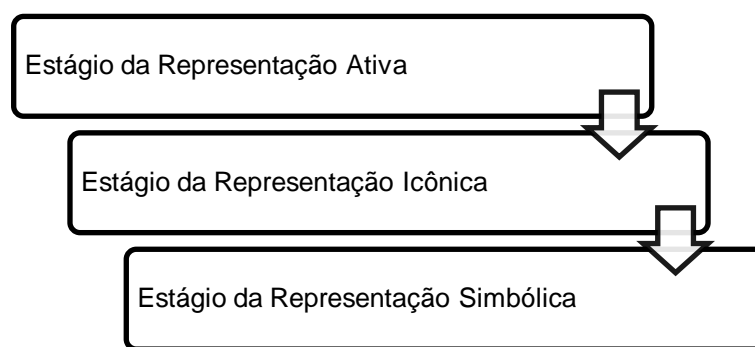 Estágio da Representação Ativa
Estágio da Representação Icônica
Estágio da Representação Simbólica